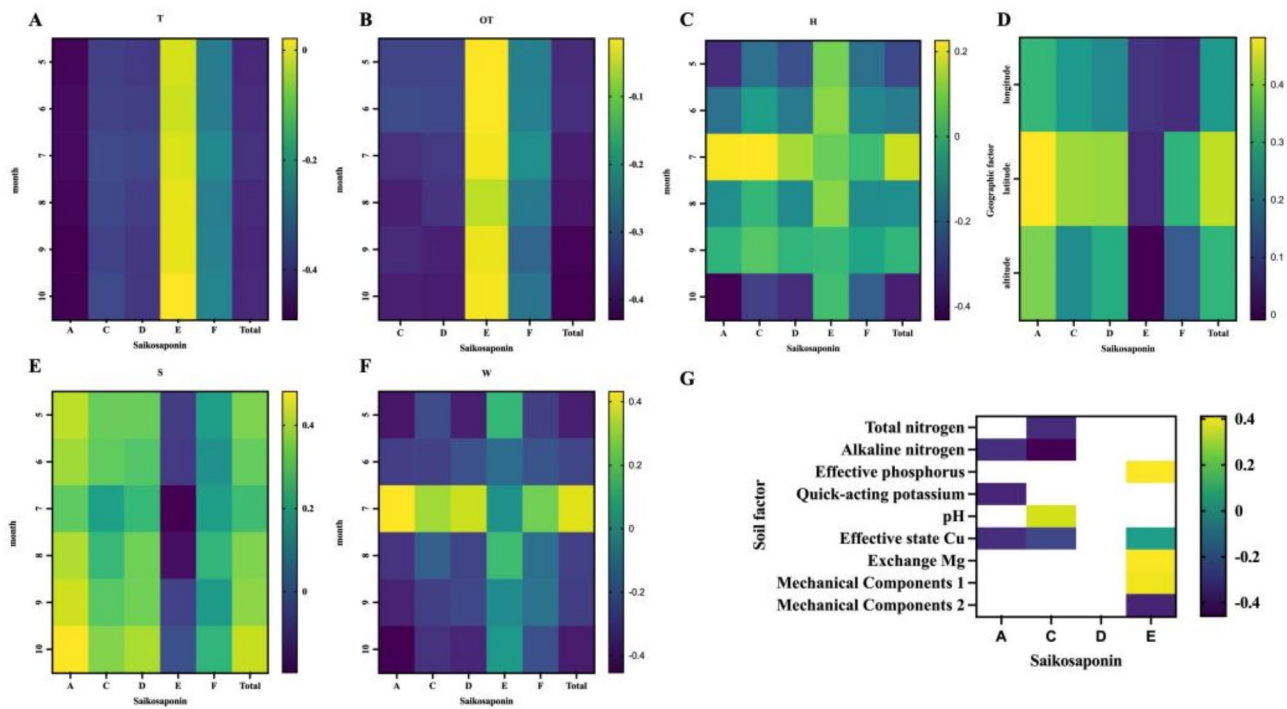 A
T
5
6
7
8
9
10
month
A C D E F Total
Saikosaponin
0
-0.2
-0.4
B
OT
5
6
7
8
9
10
month
C D E F Total
Saikosaponin
-0.1
-0.2
-0.3
-0.4
C
H
5
6
7
8
9
10
month
A C D E F Total
Saikosaponin
0.2
0
-0.2
-0.4
D
longitude
latitude
altitude
Geographic factor
A C D E F Total
Saikosaponin
0.4
0.3
0.2
0.1
0
E
S
5
6
7
8
9
10
month
A C D E F Total
Saikosaponin
0.4
0.2
0
F
W
5
6
7
8
9
10
month
A C D E F Total
Saikosaponin
0.4
0.2
0
-0.2
-0.4
G
Total nitrogen
Alkaline nitrogen
Effective phosphorus
Quick-acting potassium
pH
Effective state Cu
Exchange Mg
Mechanical Components 1
Mechanical Components 2
Soil factor
A C D E
Saikosaponin
0.4
0.2
0
-0.2
-0.4